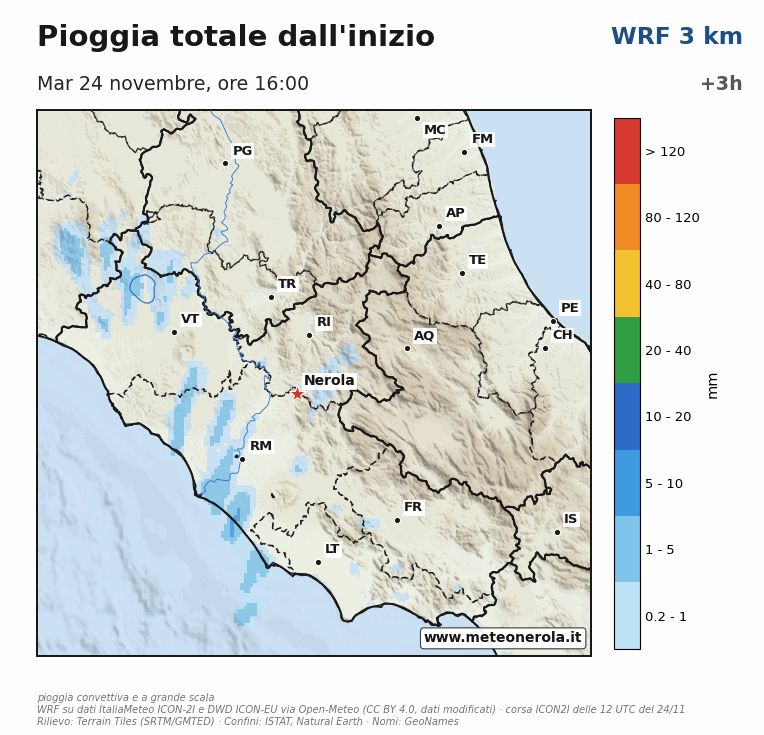 Pioggia totale dall'inizio
WRF 3 km
Mar 24 novembre, ore 16:00
+3h
MC
FM
PG
AP
TE
TR
PE
VT
RI
AQ
CH
Nerola
RM
FR
IS
LT
www.meteonerola.it
> 120
80 - 120
40 - 80
20 - 40
10 - 20
5 - 10
1 - 5
0.2 - 1
mm
pioggia convettiva e a grande scala
WRF su dati ItaliaMeteo ICON-2I e DWD ICON-EU via Open-Meteo (CC BY 4.0, dati modificati) · corsa ICON2I delle 12 UTC del 24/11
Rilievo: Terrain Tiles (SRTM/GMTED) · Confini: ISTAT, Natural Earth · Nomi: GeoNames